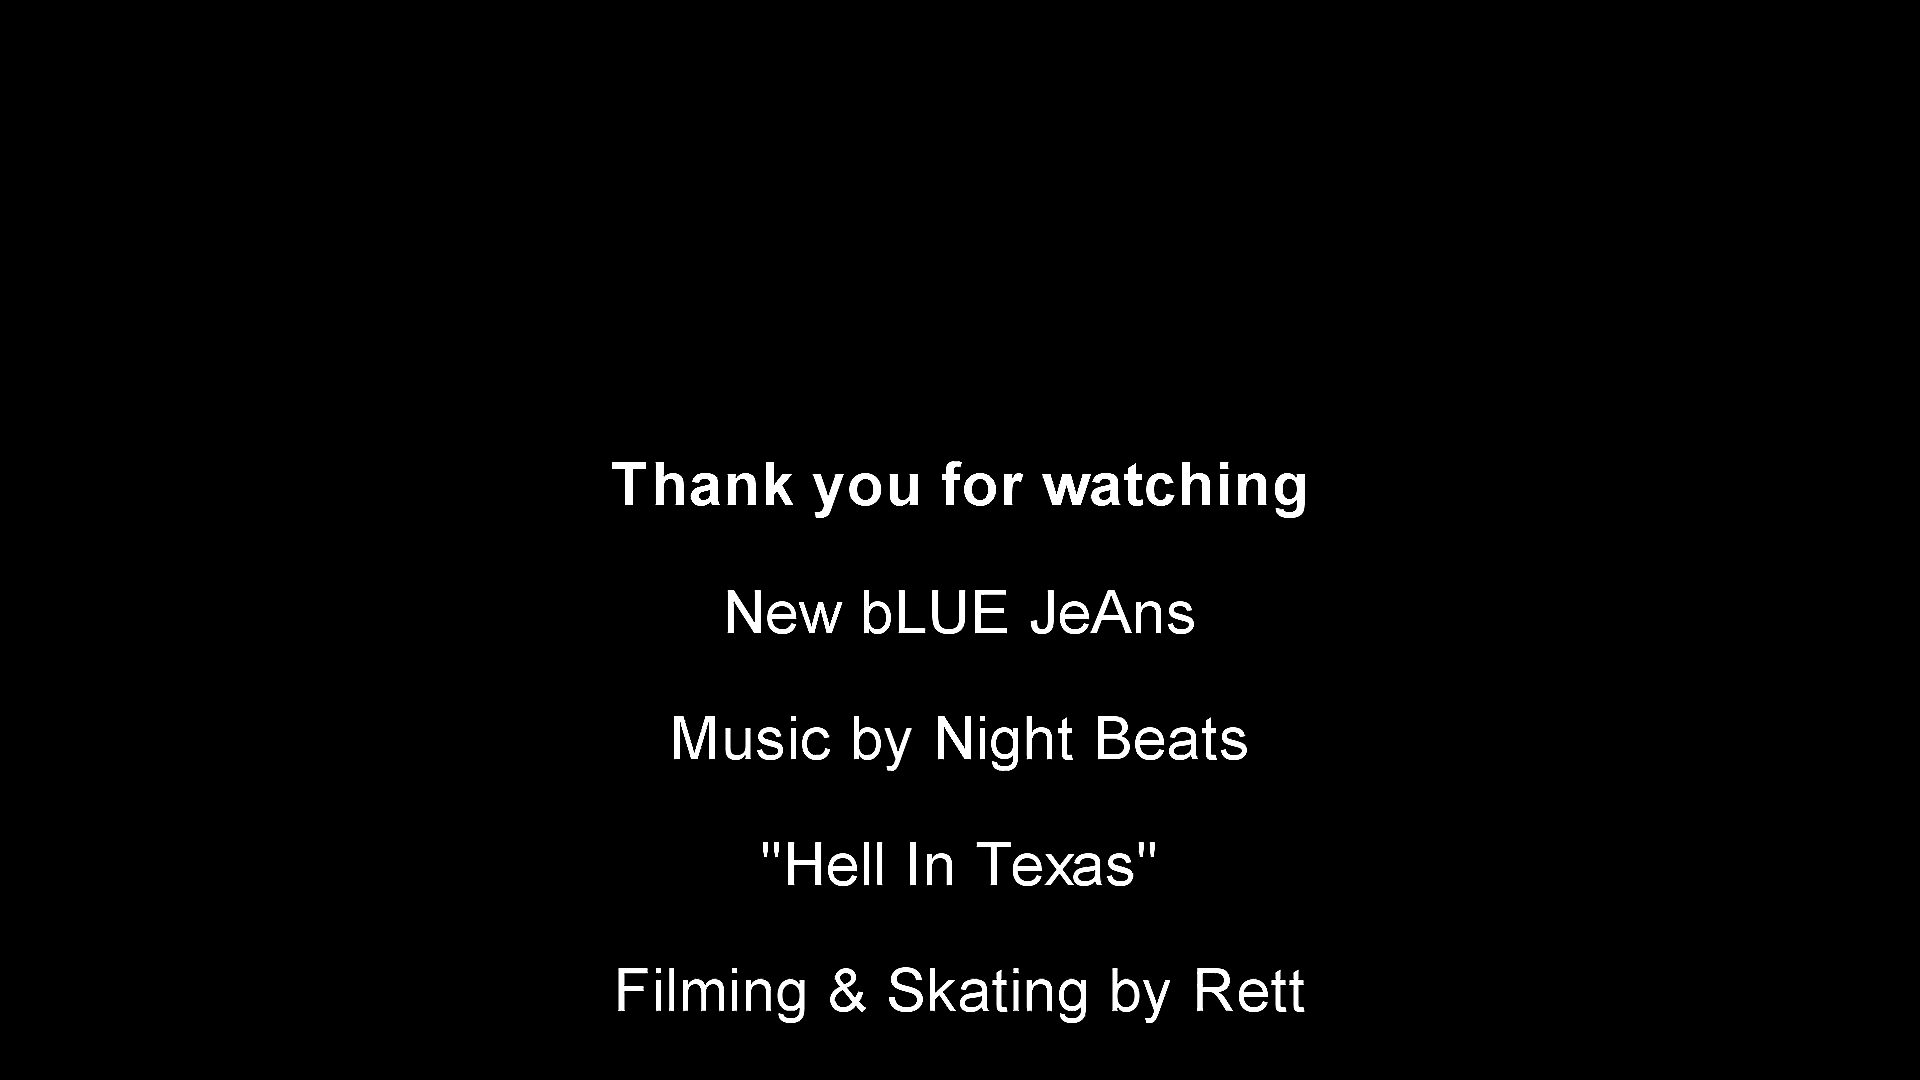 Thank you for watching
New bLUE JeAns
Music by Night Beats
"Hell In Texas"
Filming & Skating by Rett